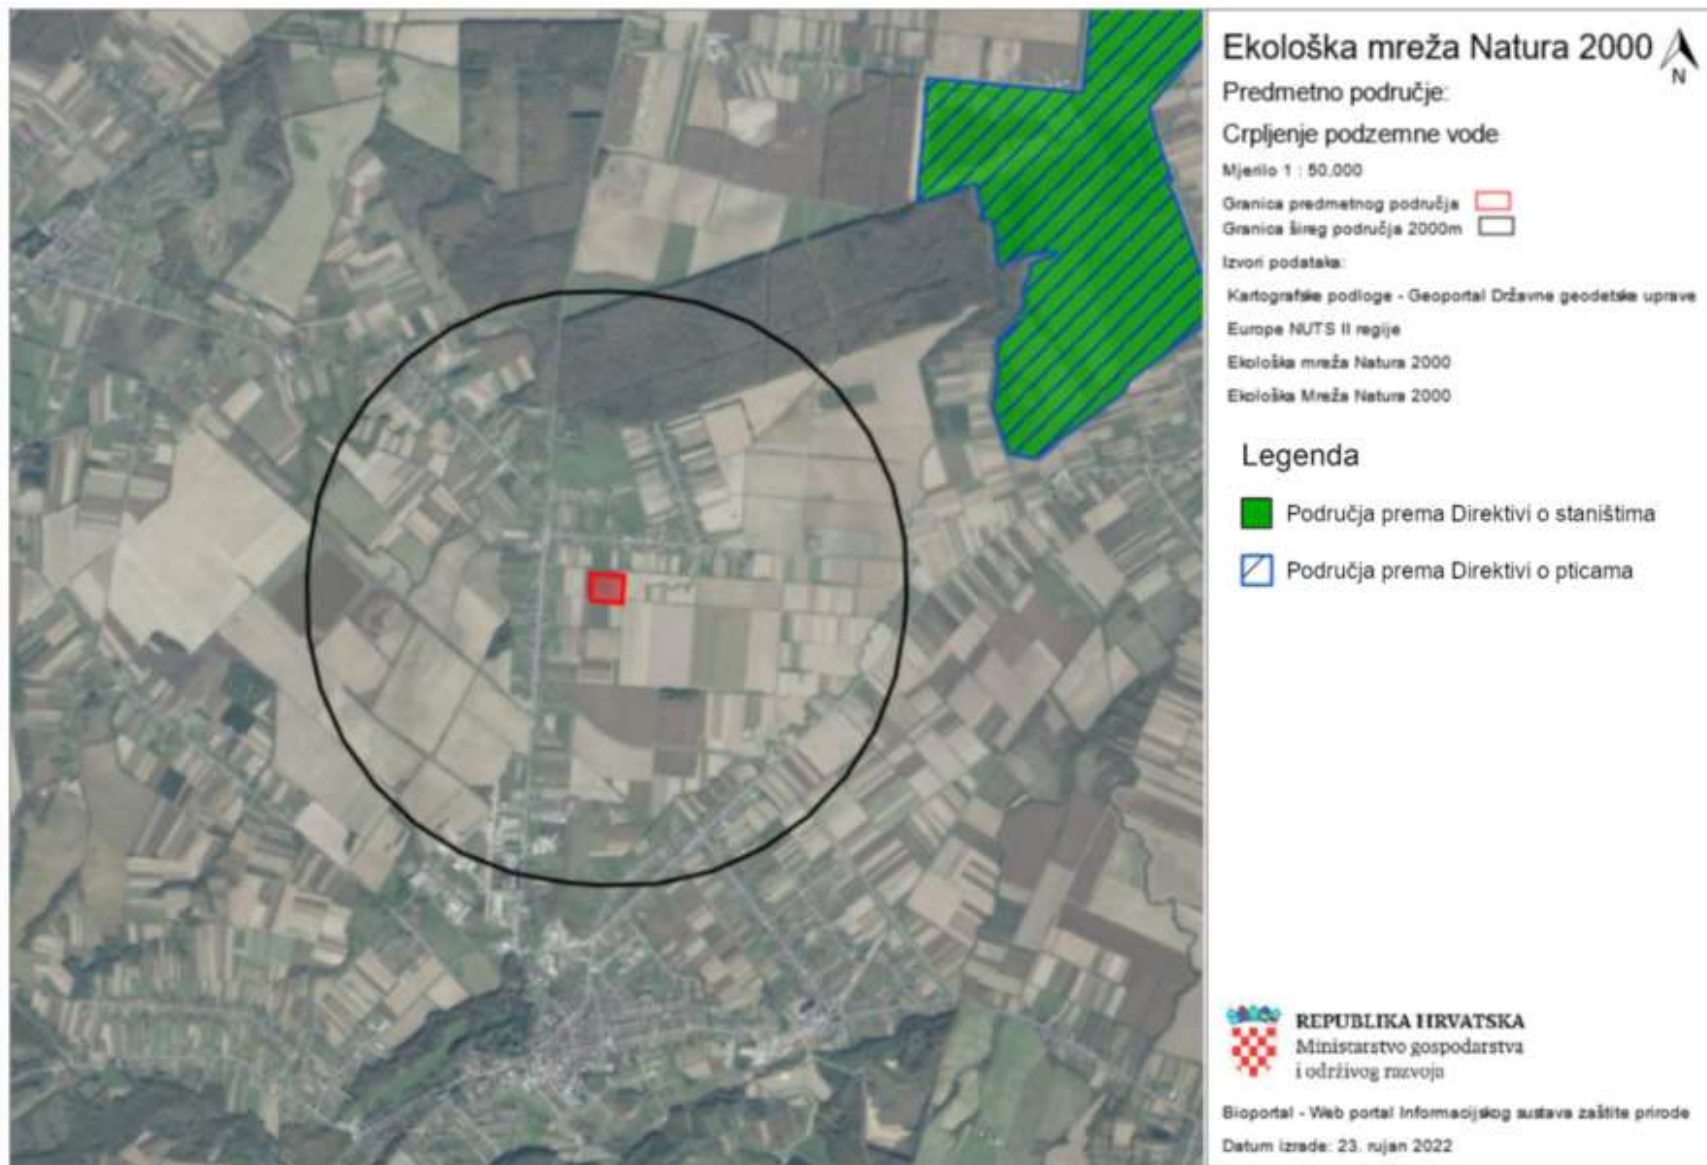 Ekološka mreža Natura 2000
N
Predmetno područje:
Crpljenje podzemne vode
Mjerilo 1 : 50,000
Granica predmetnog područja
Granica šireg područja 2000m
Izvori podataka:
Kartografske podloge - Geoportal Državne geodetske uprave
Europe NUTS II regije
Ekološka mreža Natura 2000
Ekološka Mreža Natura 2000
Legenda
Područja prema Direktivi o staništima
Područja prema Direktivi o pticama
REPUBLIKA HRVATSKA
Ministarstvo gospodarstva
i održivog razvoja
Bioportal - Web portal Informacijskog sustava zaštite prirode
Datum izrade: 23. rujan 2022